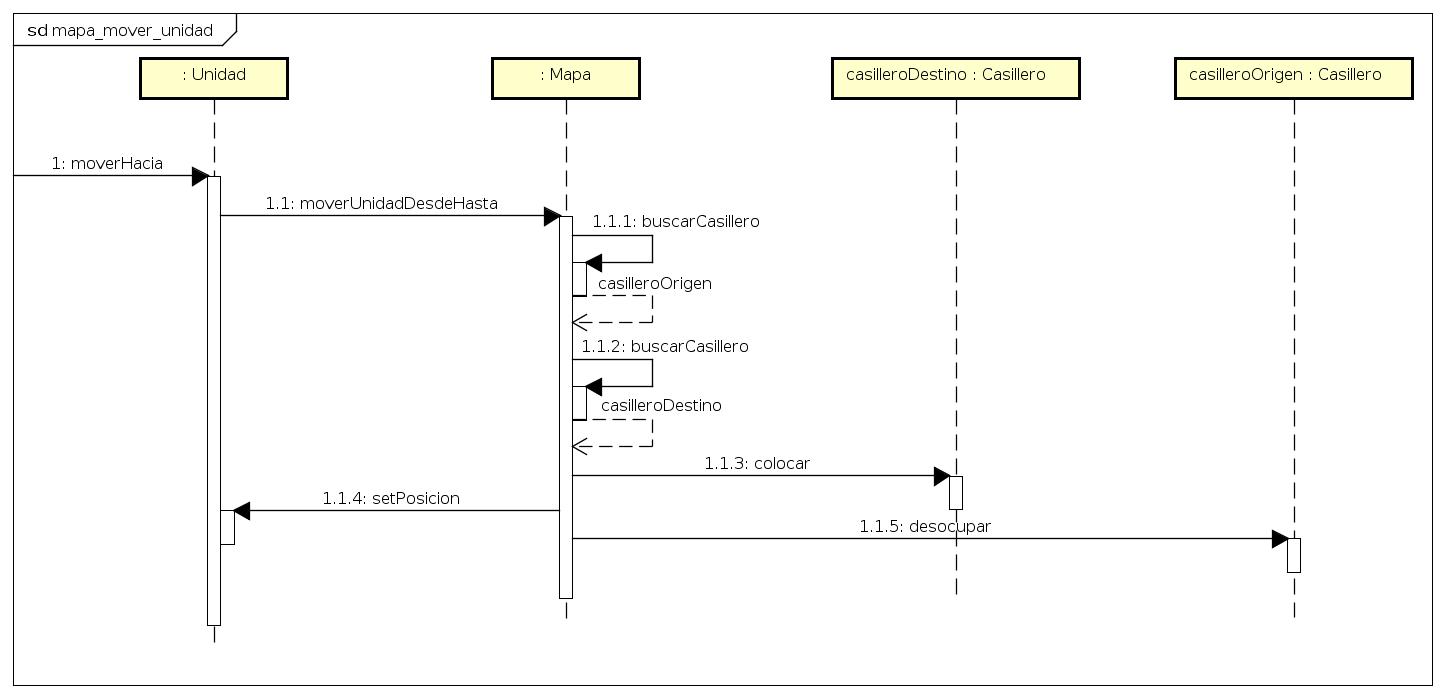 sd mapa_mover_unidad
: Unidad
: Mapa
casilleroDestino : Casillero
casilleroOrigen : Casillero
1: moverHacia
1.1: moverUnidadDesdeHasta
1.1.1: buscarCasillero
casilleroOrigen
1.1.2: buscarCasillero
casilleroDestino
1.1.3: colocar
1.1.4: setPosicion
1.1.5: desocupar